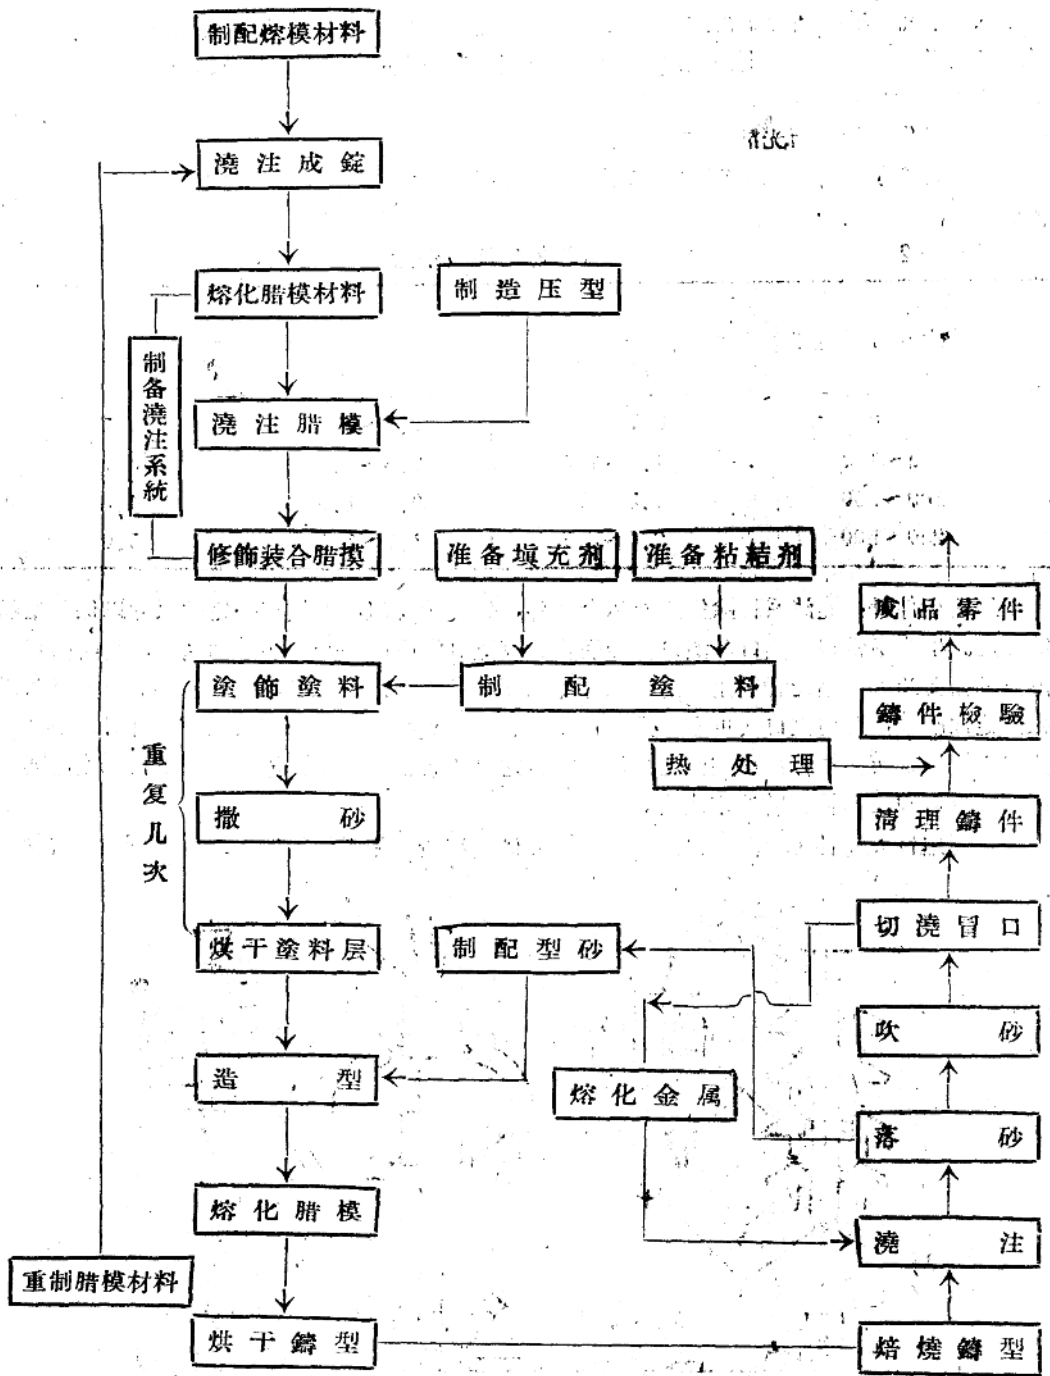 制配熔模材料
澆注成錠
熔化腊模材料
制造压型
制备澆注系統
澆注腊模
修飾装合腊摸
准备填充剂
准备粘結剂
成品零件
塗飾塗料
制配塗料
鑄件檢驗
热处理
重复几次
撒砂
清理鑄件
烘干塗料层
制配型砂
切澆冒口
吹砂
造型
熔化金属
落砂
熔化腊模
澆注
重制腊模材料
烘干鑄型
焙燒鑄型